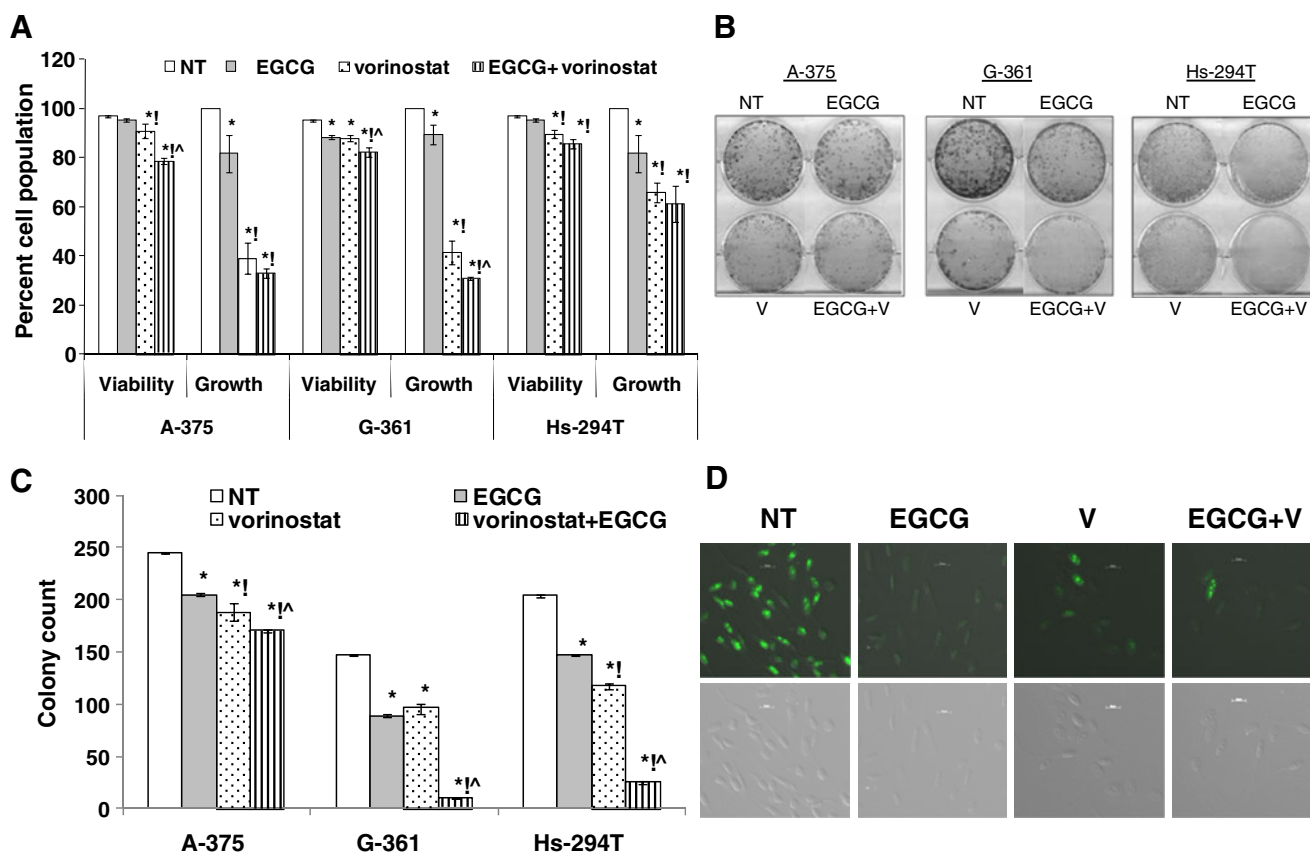 A
120
NT EGCG vorinostat EGCG+vorinostat
100
80
60
40
20
0
Percent cell population
*!
*!^
*
*!
*!
*
*
*!^
*
*!
*!^
*!
*!
*
*!
*!
Viability Growth Viability Growth Viability Growth
A-375 G-361 Hs-294T
B
A-375 G-361 Hs-294T
NT EGCG NT EGCG NT EGCG
V EGCG+V V EGCG+V V EGCG+V
C
300
NT EGCG
vorinostat vorinostat+EGCG
250
200
150
100
50
0
Colony count
*
*!
*!^
*
*
*!^
*
*!
*!^
A-375 G-361 Hs-294T
D
NT EGCG V EGCG+V